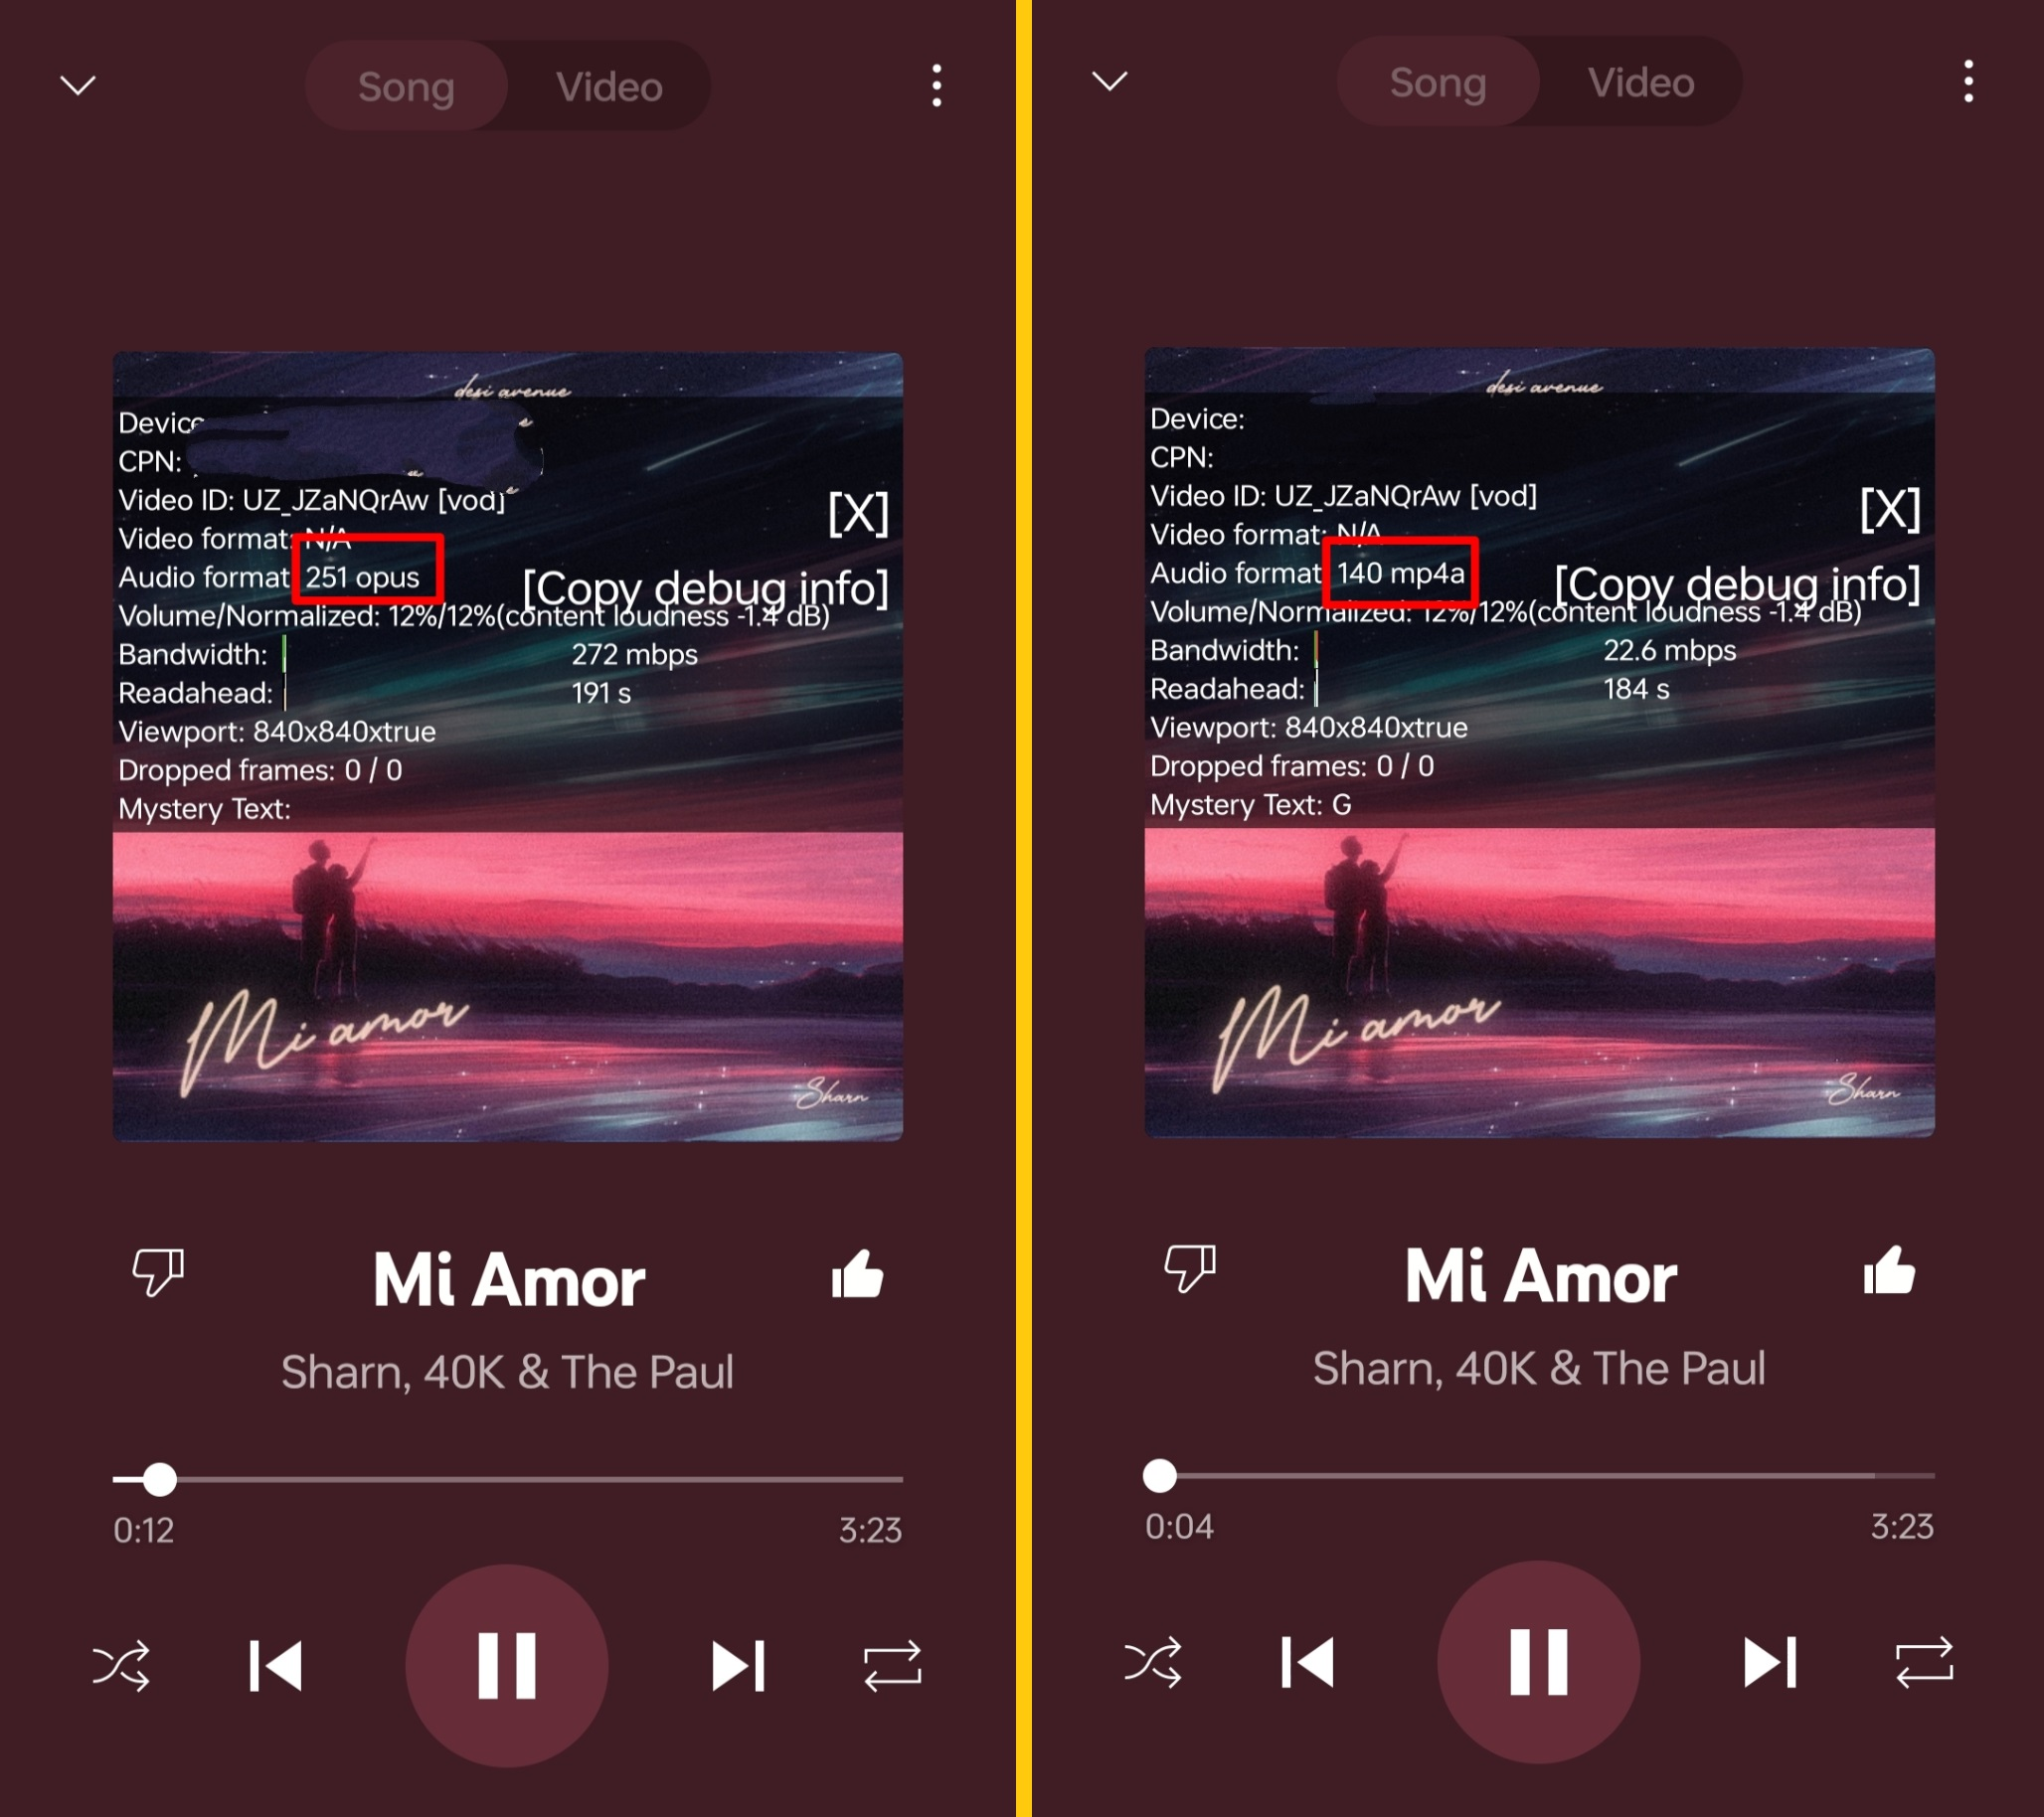 Song Video
desi avenue
Device
CPN:
Video ID: UZ_JZaNQrAw [vod]
[X]
Video format: N/A
Audio format 251 opus
[Copy debug info]
Volume/Normalized: 12%/12%(content loudness -1.4 dB)
Bandwidth: 272 mbps
Readahead: 191 s
Viewport: 840x840xtrue
Dropped frames: 0 / 0
Mystery Text:
Mi amor
Sharn
Mi Amor
Sharn, 40K & The Paul
0:12 3:23
Song Video
desi avenue
Device:
CPN:
Video ID: UZ_JZaNQrAw [vod]
[X]
Video format: N/A
Audio format 140 mp4a
[Copy debug info]
Volume/Normalized: 12%/12%(content loudness -1.4 dB)
Bandwidth: 22.6 mbps
Readahead: 184 s
Viewport: 840x840xtrue
Dropped frames: 0 / 0
Mystery Text: G
Mi amor
Sharn
Mi Amor
Sharn, 40K & The Paul
0:04 3:23